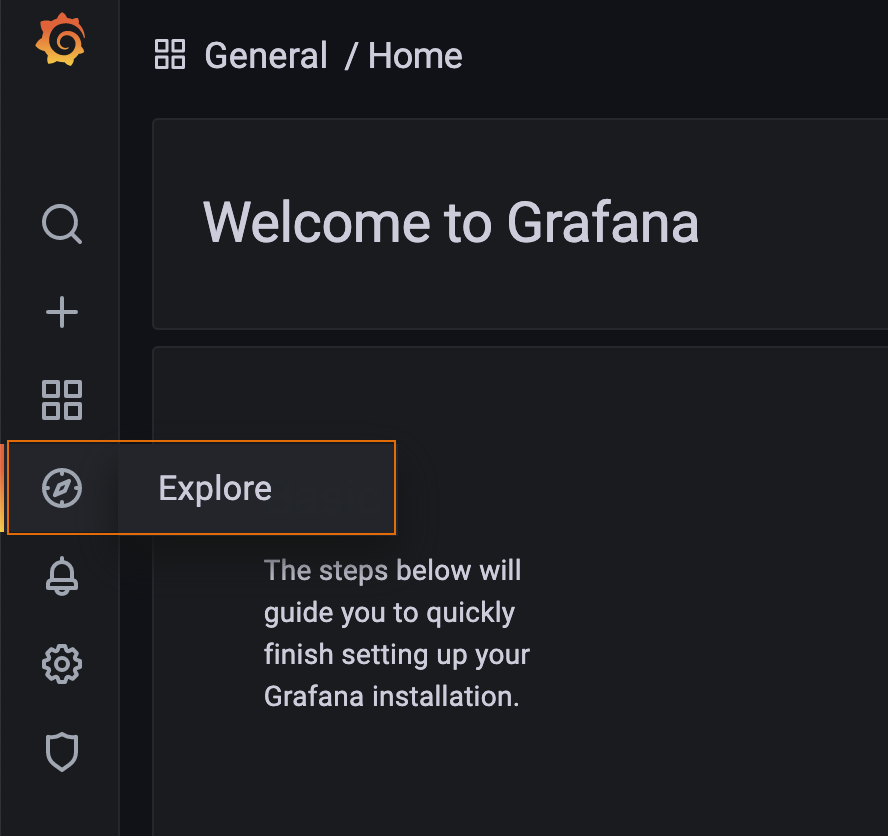 General / Home
Welcome to Grafana
Explore
The steps below will
guide you to quickly
finish setting up your
Grafana installation.